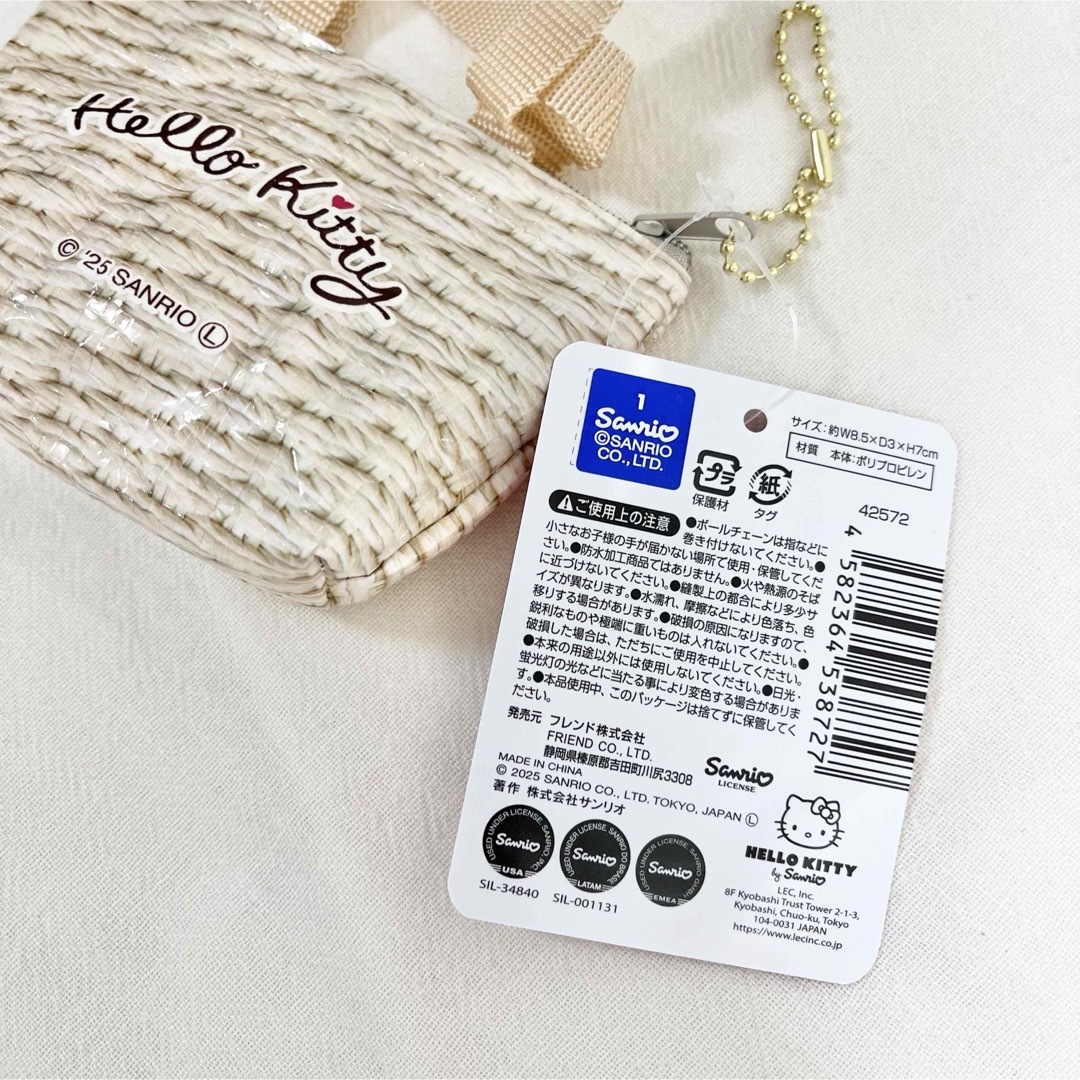 Hello Kitty
© '25 SANRIO Ⓛ
1
Sanrio
©SANRIO
CO.,LTD.
プラ
保護材
紙
タグ
サイズ：約W8.5×D3×H7cm
材質　本体：ポリプロピレン
42572
4 582364 538727
ご使用上の注意
●ボールチェーンは指などに
巻き付けないでください。●
小さなお子様の手が届かない場所で使用・保管してくだ
さい。●防水加工商品ではありません。●火や熱源のそば
に近づけないでください。●縫製上の都合により多少サ
イズが異なります。●水濡れ、摩擦などにより色落ち、色
移りする場合があります。●破損の原因になりますので、
鋭利なものや極端に重いものは入れないでください。●
破損した場合は、ただちにご使用を中止してください。
●本来の用途以外には使用しないでください。●日光・
蛍光灯の光などに当たる事により変色する場合がありま
す。●本品使用中、このパッケージは捨てずに保管してく
ださい。
発売元 フレンド株式会社
FRIEND CO., LTD.
静岡県榛原郡吉田町川尻3308
MADE IN CHINA
© 2025 SANRIO CO., LTD. TOKYO, JAPAN Ⓛ
著作 株式会社サンリオ
Sanrio
LICENSE
USED UNDER LICENSE. SANRIO, INC.
Sanrio
USA
SIL-34840
USED UNDER LICENSE. SANRIO DO BRASIL
Sanrio
LATAM
SIL-001131
USED UNDER LICENSE. SANRIO GMBH
Sanrio
EMEA
HELLO KITTY
by Sanrio
LEC, Inc.
8F Kyobashi Trust Tower 2-1-3,
Kyobashi, Chuo-ku, Tokyo
104-0031 JAPAN
https://www.lecinc.co.jp